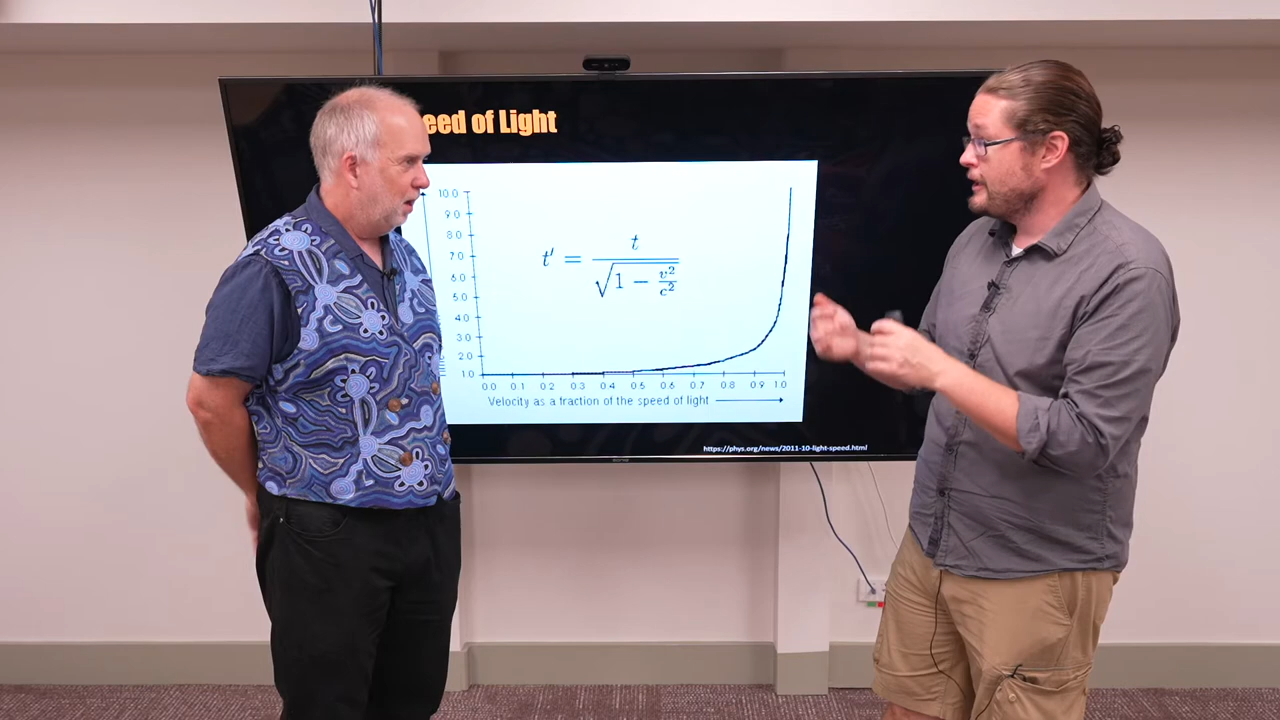 eed of Light
10.0
9.0
8.0
7.0
6.0
5.0
4.0
3.0
2.0
1.0
t' = t / √(1 − v²/c²)
0.0 0.1 0.2 0.3 0.4 0.5 0.6 0.7 0.8 0.9 1.0
Velocity as a fraction of the speed of light
https://phys.org/news/2011-10-light-speed.html
SONY